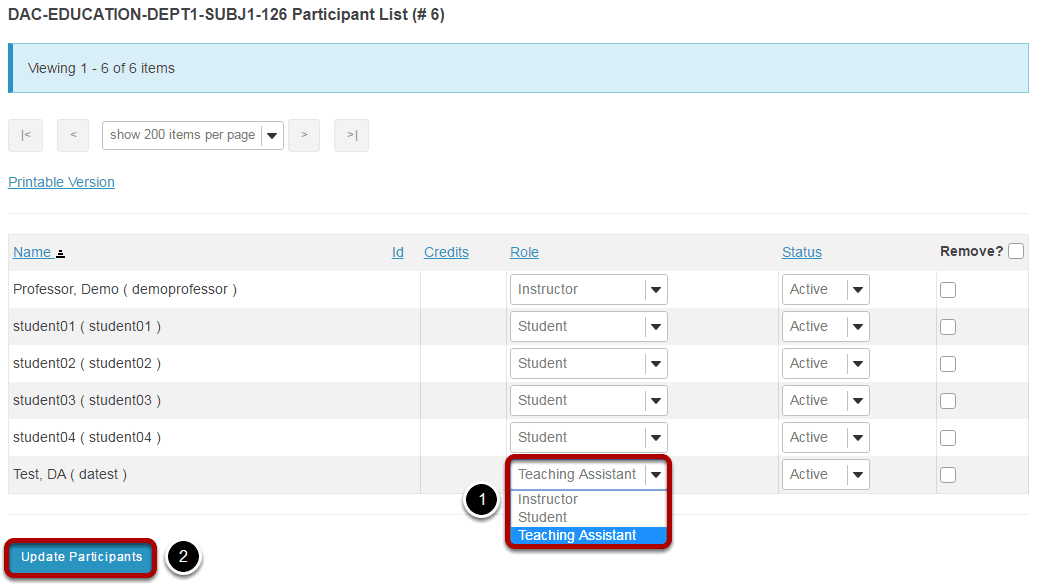 DAC-EDUCATION-DEPT1-SUBJ1-126 Participant List (# 6)
Viewing 1 - 6 of 6 items
|< < show 200 items per page > >|
Printable Version
Name Id Credits Role Status Remove?
Professor, Demo ( demoprofessor ) Instructor Active
student01 ( student01 ) Student Active
student02 ( student02 ) Student Active
student03 ( student03 ) Student Active
student04 ( student04 ) Student Active
Test, DA ( datest ) Teaching Assistant Active
1 Instructor
Student
Teaching Assistant
Update Participants 2